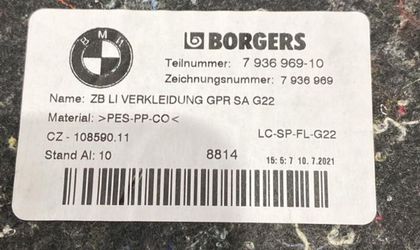 BMW
BORGERS
Teilnummer: 7 936 969-10
Zeichnungsnummer: 7 936 969
Name: ZB LI VERKLEIDUNG GPR SA G22
Material: >PES-PP-CO<
CZ - 108590.11 LC-SP-FL-G22
Stand AI: 10 8814 15: 5: 7 10.7.2021